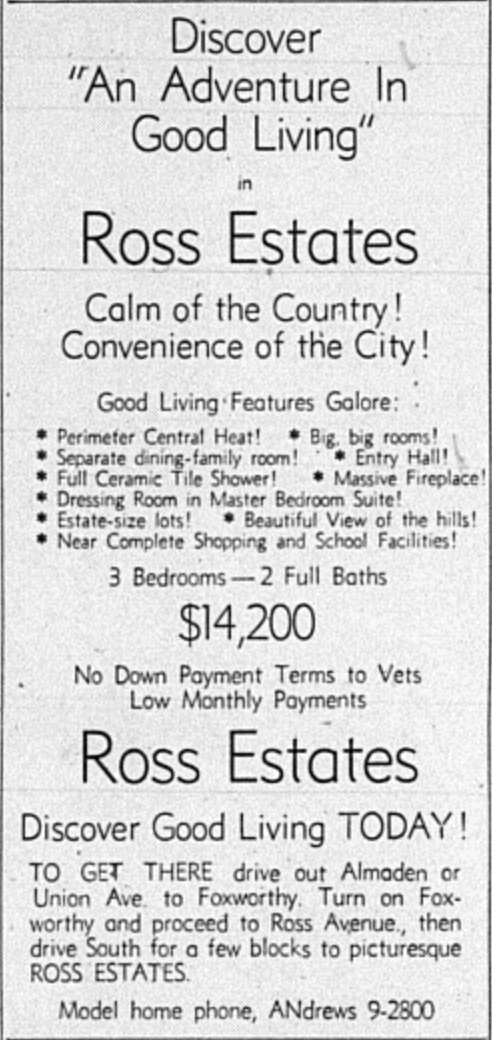 Discover
"An Adventure In
Good Living"
in
Ross Estates
Calm of the Country!
Convenience of the City!
Good Living Features Galore:
* Perimeter Central Heat! * Big, big rooms!
* Separate dining-family room! * Entry Hall!
* Full Ceramic Tile Shower! * Massive Fireplace!
* Dressing Room in Master Bedroom Suite!
* Estate-size lots! * Beautiful View of the hills!
* Near Complete Shopping and School Facilities!
3 Bedrooms — 2 Full Baths
$14,200
No Down Payment Terms to Vets
Low Monthly Payments
Ross Estates
Discover Good Living TODAY!
TO GET THERE drive out Almaden or
Union Ave. to Foxworthy. Turn on Fox-
worthy and proceed to Ross Avenue., then
drive South for a few blocks to picturesque
ROSS ESTATES.
Model home phone, ANdrews 9-2800